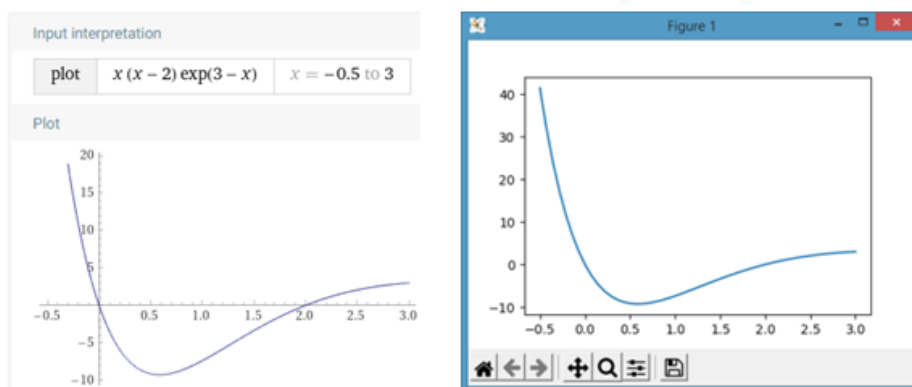 Input interpretation
plot x (x − 2) exp(3 − x) x = −0.5 to 3
Plot
20
15
10
5
−5
−10
−0.5 0.5 1.0 1.5 2.0 2.5 3.0
Figure 1
40
30
20
10
0
−10
−0.5 0.0 0.5 1.0 1.5 2.0 2.5 3.0